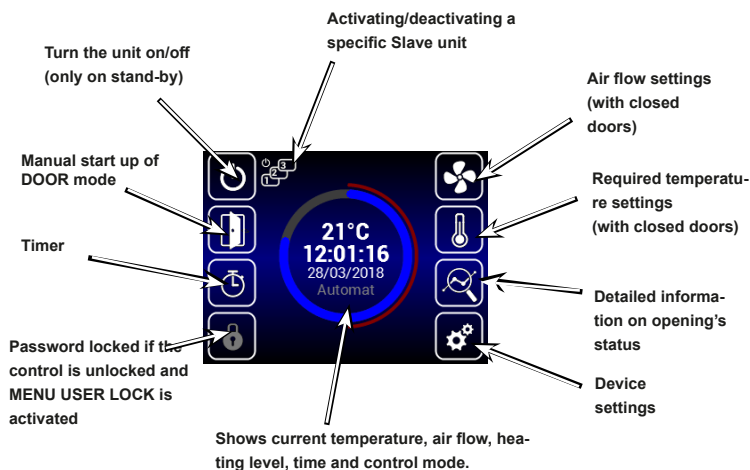 Activating/deactivating a
specific Slave unit
Turn the unit on/off
(only on stand-by)
Air flow settings
(with closed
doors)
Manual start up of
DOOR mode
Required temperatu-
re settings
(with closed doors)
Timer
1 2 3
21°C
12:01:16
28/03/2018
Automat
Detailed informa-
tion on opening's
status
Password locked if the
control is unlocked and
MENU USER LOCK is
activated
Device
settings
Shows current temperature, air flow, hea-
ting level, time and control mode.